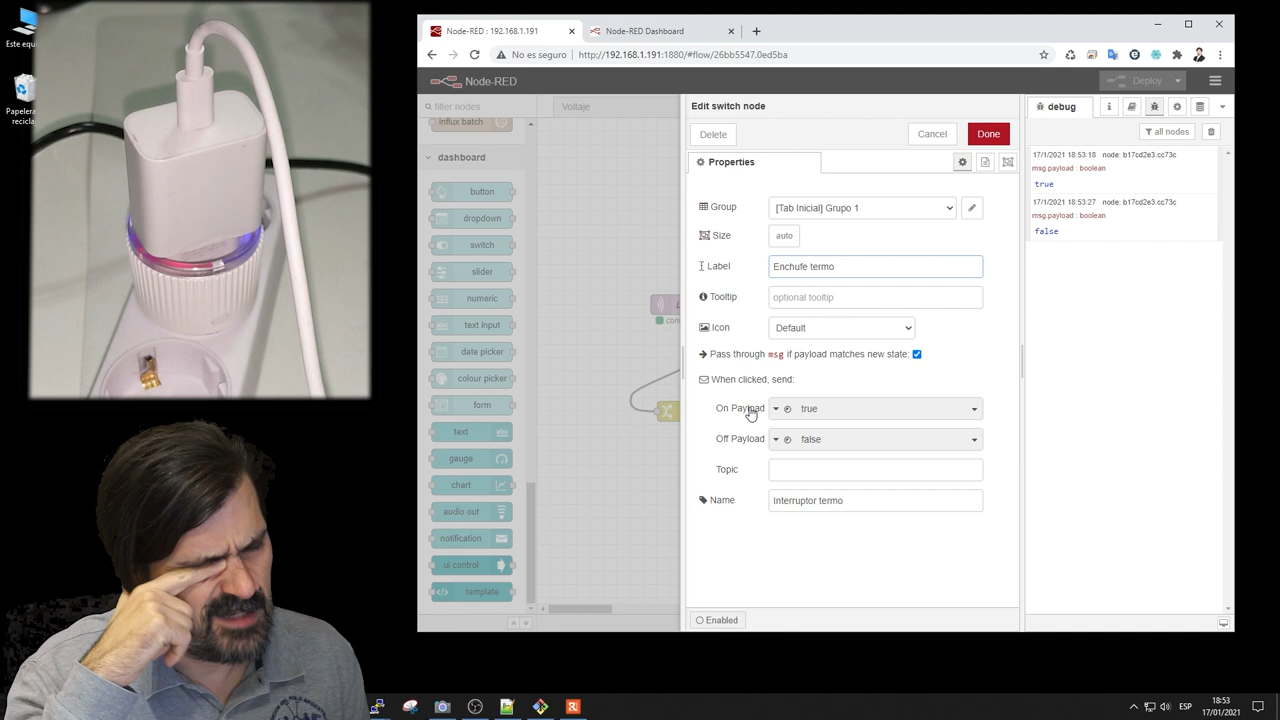 Este equ
Papelera
recicla
Node-RED : 192.168.1.191
Node-RED Dashboard
No es seguro
http://192.168.1.191:1880/#flow/26bb5547.0ed5ba
Node-RED
Deploy
filter nodes
Voltaje
influx batch
dashboard
button
dropdown
switch
slider
numeric
text input
date picker
colour picker
form
text
gauge
chart
audio out
notification
ui control
template
Edit switch node
Delete
Cancel
Done
Properties
Group
[Tab Inicial] Grupo 1
Size
auto
Label
Enchufe termo
Tooltip
optional tooltip
Icon
Default
Pass through msg if payload matches new state:
When clicked, send:
On Payload
true
Off Payload
false
Topic
Name
Interruptor termo
Enabled
debug
all nodes
17/1/2021 18:53:18 node: b17cd2e3.cc73c
msg.payload : boolean
true
17/1/2021 18:53:27 node: b17cd2e3.cc73c
msg.payload : boolean
false
ESP
18:53
17/01/2021